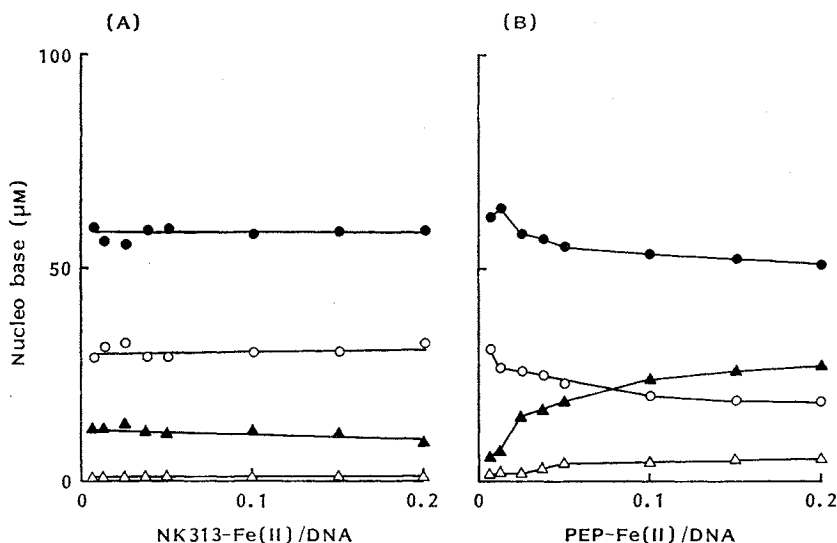 (A)
(B)
100
50
0
Nucleo base (μM)
0
0.1
0.2
NK313-Fe(II)/DNA
0
0.1
0.2
PEP-Fe(II)/DNA